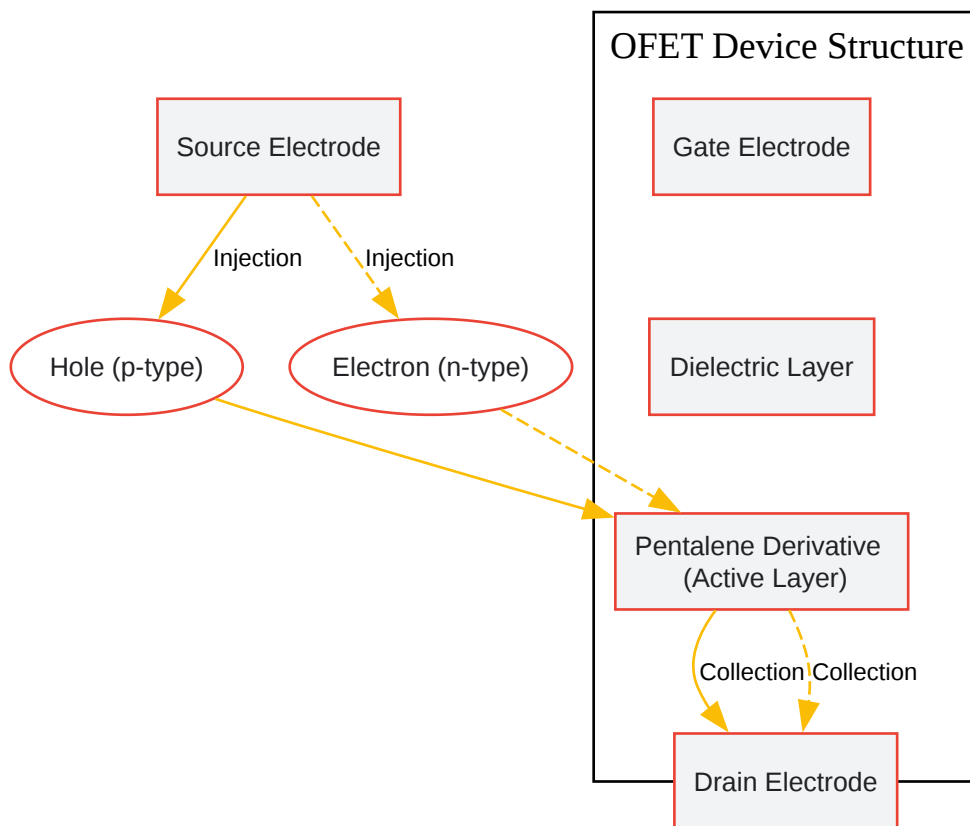 OFET Device Structure
Source Electrode
Gate Electrode
Injection
Injection
Hole (p-type)
Electron (n-type)
Dielectric Layer
Pentalene Derivative
(Active Layer)
Collection
Collection
Drain Electrode